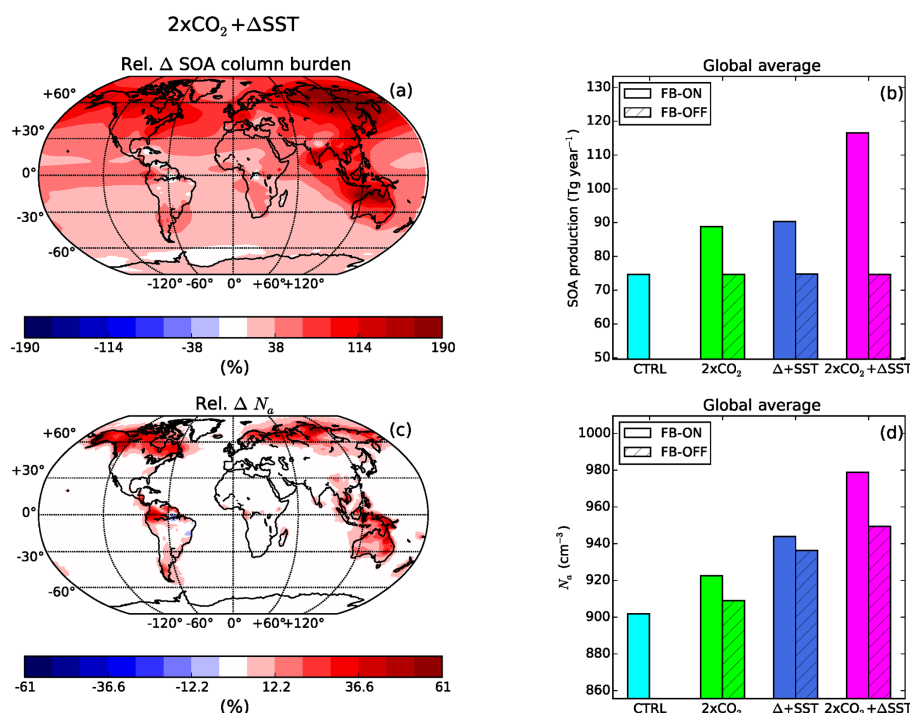 2xCO₂+ΔSST
Rel. Δ SOA column burden
(a)
+60°
+30°
0°
-30°
-60°
-120° -60° 0° +60° +120°
-190 -114 -38 38 114 190
(%)
Global average
(b)
FB-ON
FB-OFF
SOA production (Tg year⁻¹)
130
120
110
100
90
80
70
60
50
CTRL 2xCO₂ Δ+SST 2xCO₂+ΔSST
Rel. Δ Nₐ
(c)
+60°
+30°
0°
-30°
-60°
-120° -60° 0° +60° +120°
-61 -36.6 -12.2 12.2 36.6 61
(%)
Global average
(d)
FB-ON
FB-OFF
Nₐ (cm⁻³)
1000
980
960
940
920
900
880
860
CTRL 2xCO₂ Δ+SST 2xCO₂+ΔSST